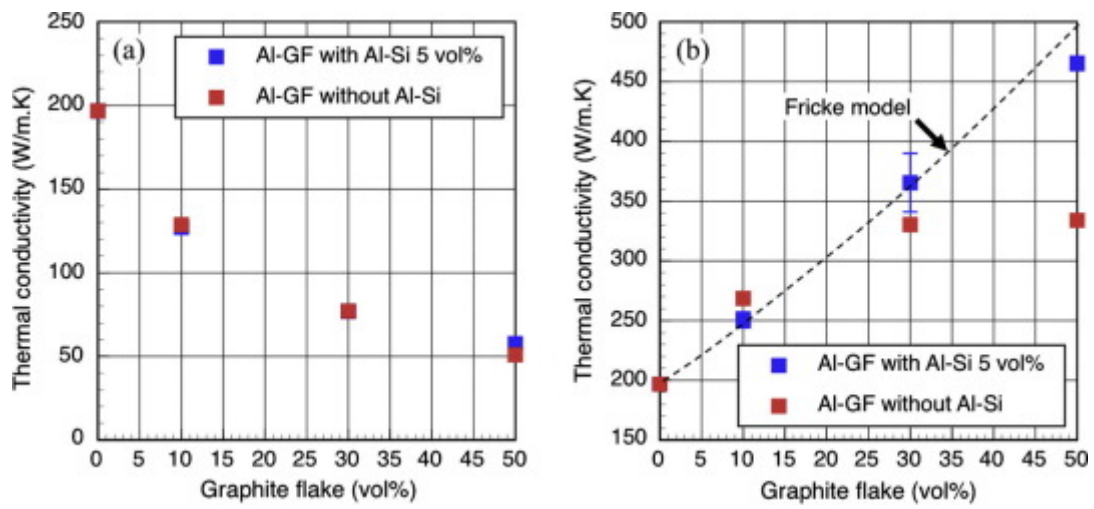 (a)
Al-GF with Al-Si 5 vol%
Al-GF without Al-Si
250
200
150
100
50
0
Thermal conductivity (W/m.K)
0 5 10 15 20 25 30 35 40 45 50
Graphite flake (vol%)
(b)
Fricke model
Al-GF with Al-Si 5 vol%
Al-GF without Al-Si
500
450
400
350
300
250
200
150
Thermal conductivity (W/m.K)
0 5 10 15 20 25 30 35 40 45 50
Graphite flake (vol%)